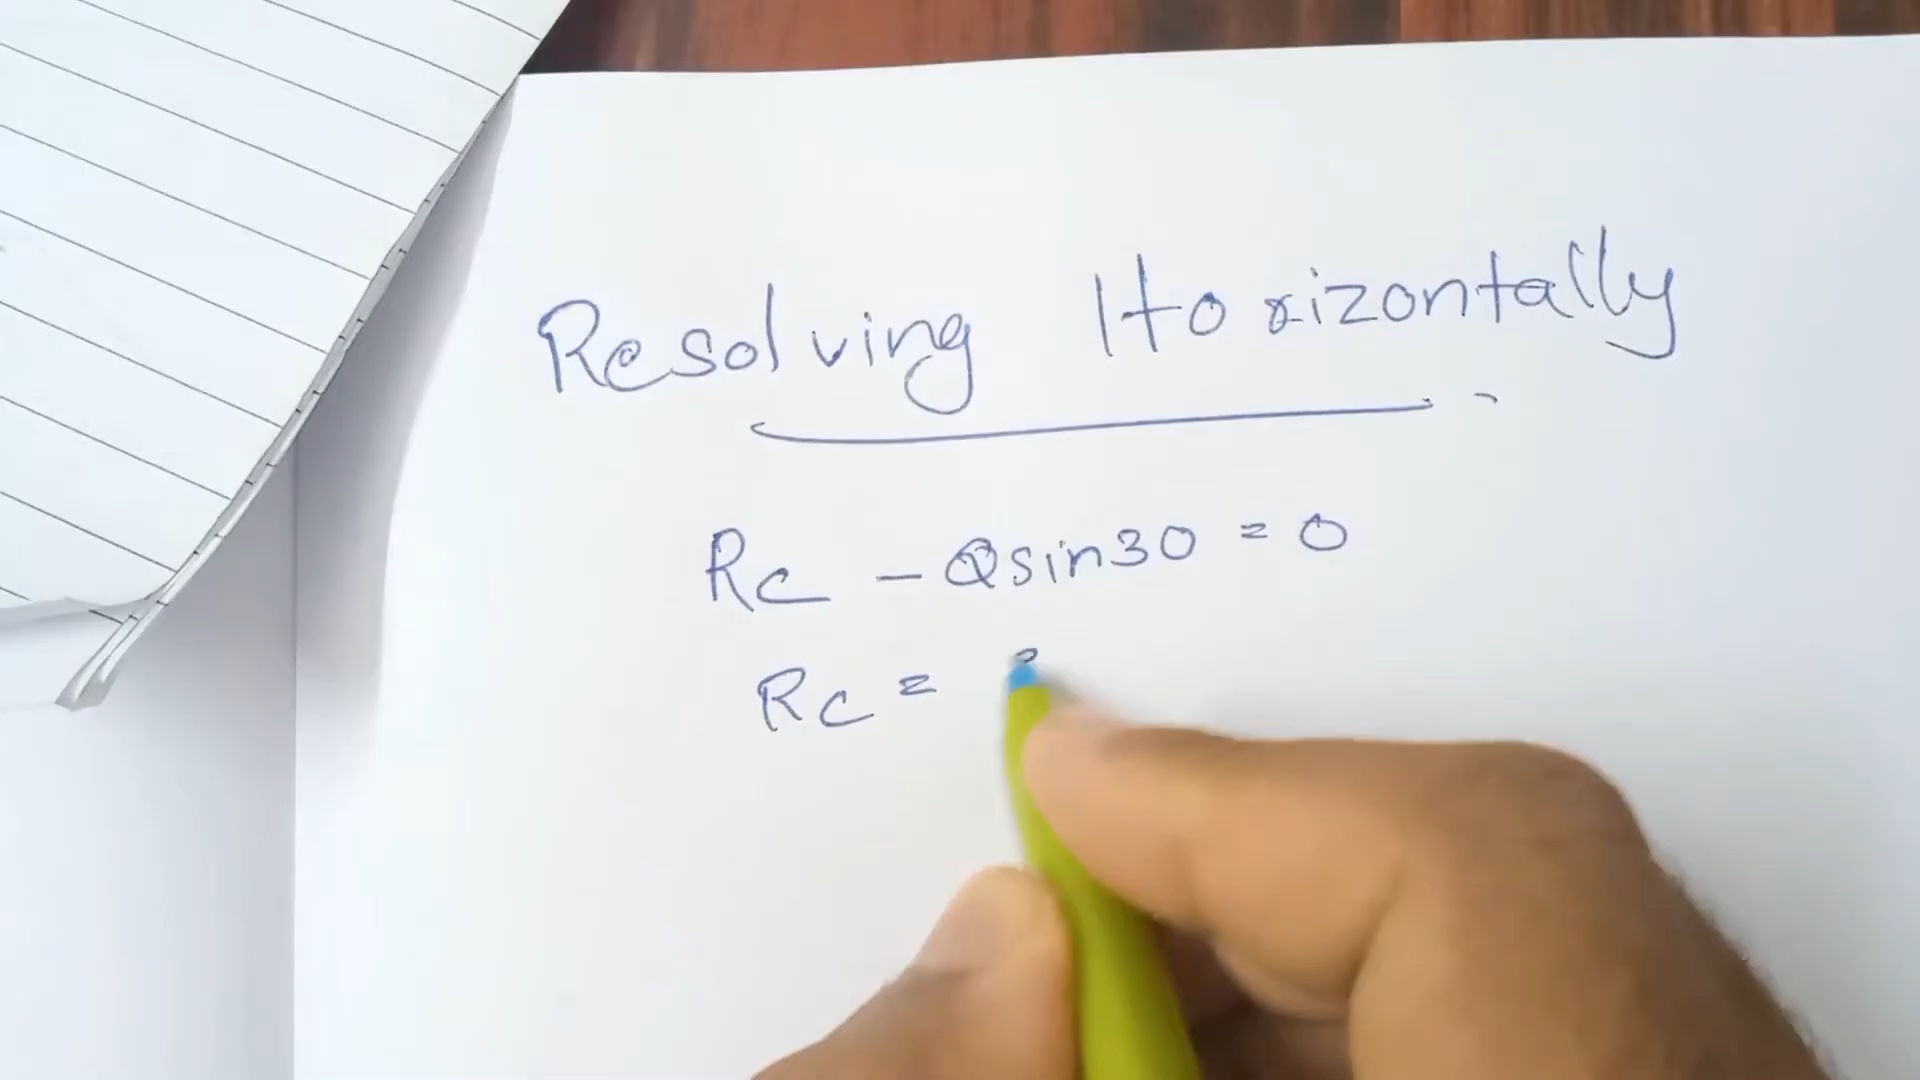 Resolving Horizontally
Rc - Qsin30 = 0
Rc =